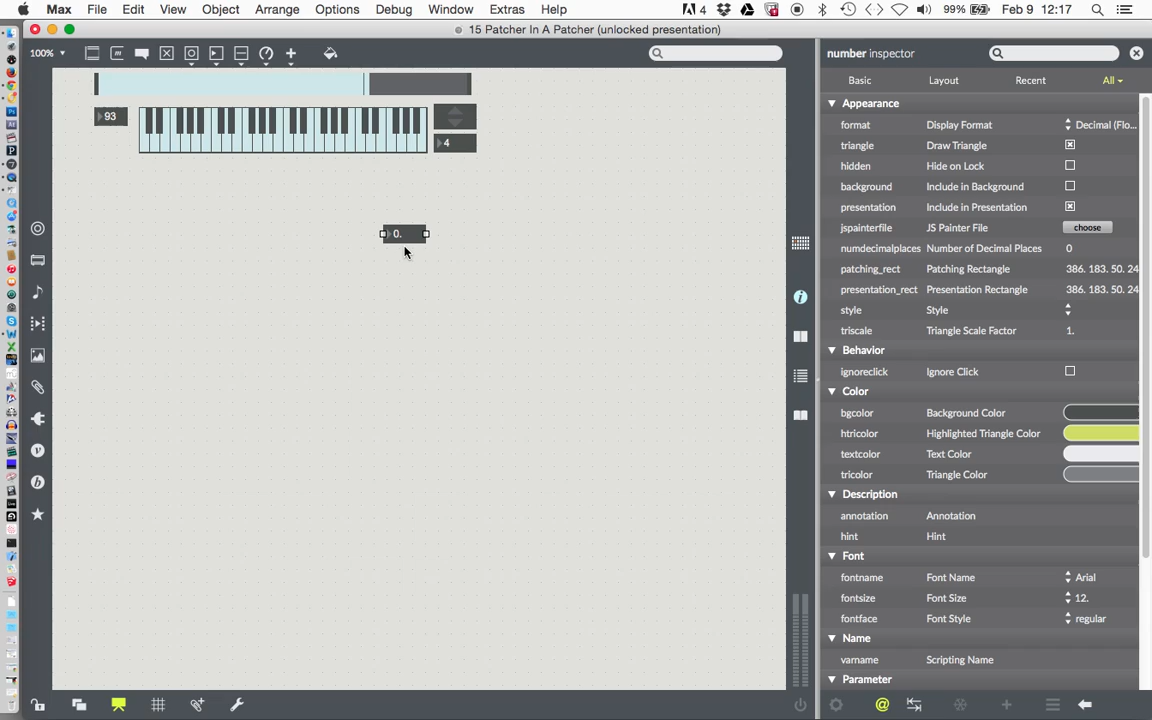 Max File Edit View Object Arrange Options Debug Window Extras Help 4 99% Feb 9 12:17
15 Patcher In A Patcher (unlocked presentation)
100%
number inspector
Basic Layout Recent All
93
4
0.
Appearance
format Display Format Decimal (Flo...
triangle Draw Triangle
hidden Hide on Lock
background Include in Background
presentation Include in Presentation
jspainterfile JS Painter File choose
numdecimalplaces Number of Decimal Places 0
patching_rect Patching Rectangle 386. 183. 50. 24
presentation_rect Presentation Rectangle 386. 183. 50. 24
style Style
triscale Triangle Scale Factor 1.
Behavior
ignoreclick Ignore Click
Color
bgcolor Background Color
htricolor Highlighted Triangle Color
textcolor Text Color
tricolor Triangle Color
Description
annotation Annotation
hint Hint
Font
fontname Font Name Arial
fontsize Font Size 12.
fontface Font Style regular
Name
varname Scripting Name
Parameter